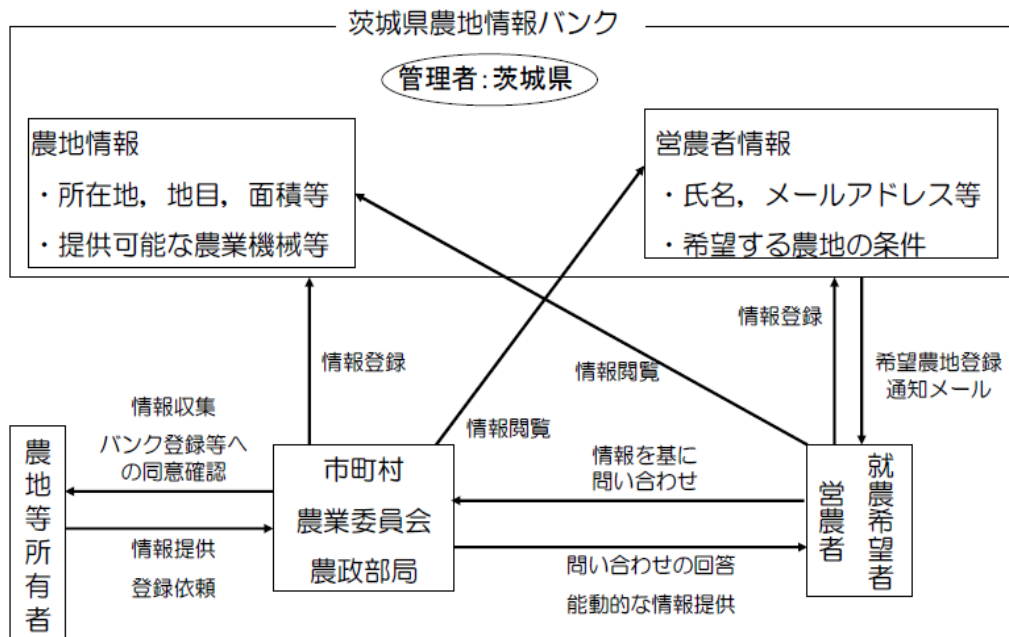 茨城県農地情報バンク
管理者：茨城県
農地情報
・所在地，地目，面積等
・提供可能な農業機械等
営農者情報
・氏名，メールアドレス等
・希望する農地の条件
情報登録
情報閲覧
情報閲覧
情報登録
希望農地登録
通知メール
情報収集
バンク登録等へ
の同意確認
農地等所有者
情報提供
登録依頼
市町村
農業委員会
農政部局
情報を基に
問い合わせ
問い合わせの回答
能動的な情報提供
就農希望者
営農者